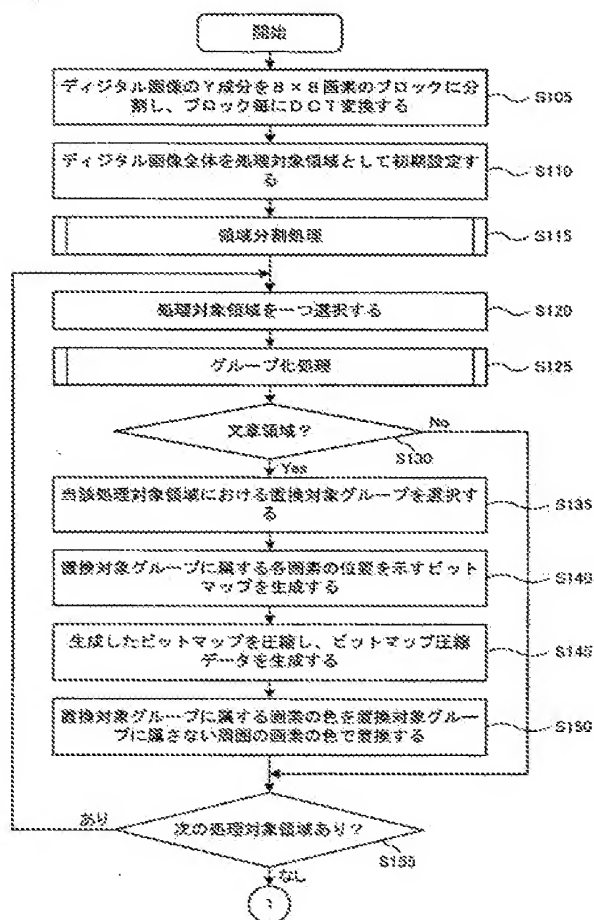 開始
ディジタル画像のY成分を8×8画素のブロックに分
割し、ブロック毎にDCT変換する
S105
ディジタル画像全体を処理対象領域として初期設定す
る
S110
領域分割処理
S115
処理対象領域を一つ選択する
S120
グループ化処理
S125
文章領域?
No
S130
Yes
当該処理対象領域における置換対象グループを選択す
る
S135
置換対象グループに属する各画素の位置を示すビット
マップを生成する
S140
生成したビットマップを圧縮し、ビットマップ圧縮
データを生成する
S145
置換対象グループに属する画素の色を置換対象グルー
プに属さない周囲の画素の色で置換する
S150
あり
次の処理対象領域あり?
S155
なし
1